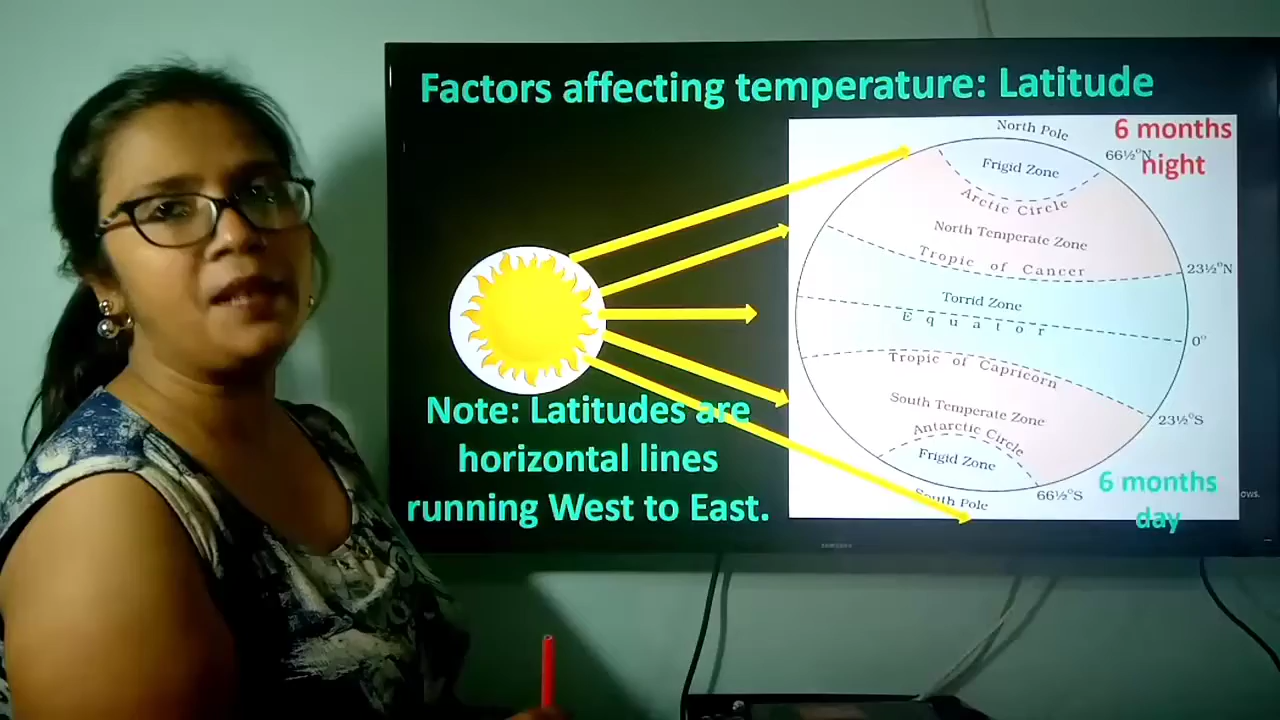 Factors affecting temperature: Latitude
North Pole
6 months
night
66½°N
Frigid Zone
Arctic Circle
North Temperate Zone
Tropic of Cancer
23½°N
Torrid Zone
Equator
0°
Tropic of Capricorn
South Temperate Zone
23½°S
Antarctic Circle
Frigid Zone
66½°S
South Pole
6 months
day
Note: Latitudes are
horizontal lines
running West to East.
SAMSUNG